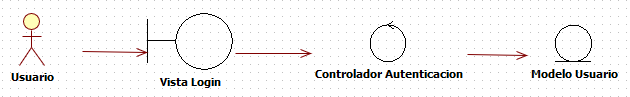 Usuario
Vista Login
Controlador Autenticacion
Modelo Usuario